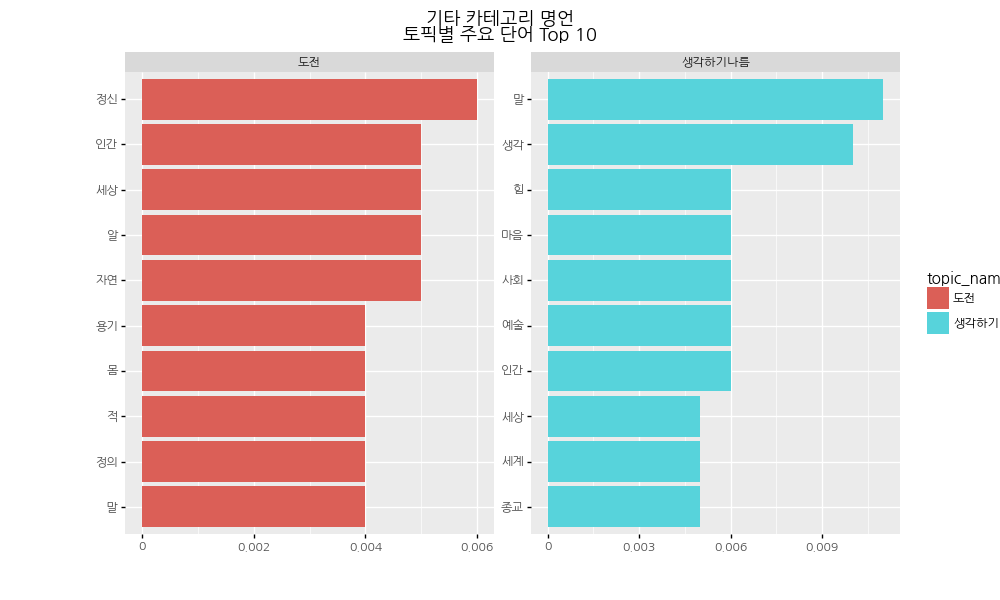 기타 카테고리 명언
토픽별 주요 단어 Top 10
도전
정신
인간
세상
알
자연
용기
몸
적
정의
말
0
0.002
0.004
0.006
생각하기나름
말
생각
힘
마음
사회
예술
인간
세상
세계
종교
0
0.003
0.006
0.009
topic_nam
도전
생각하기